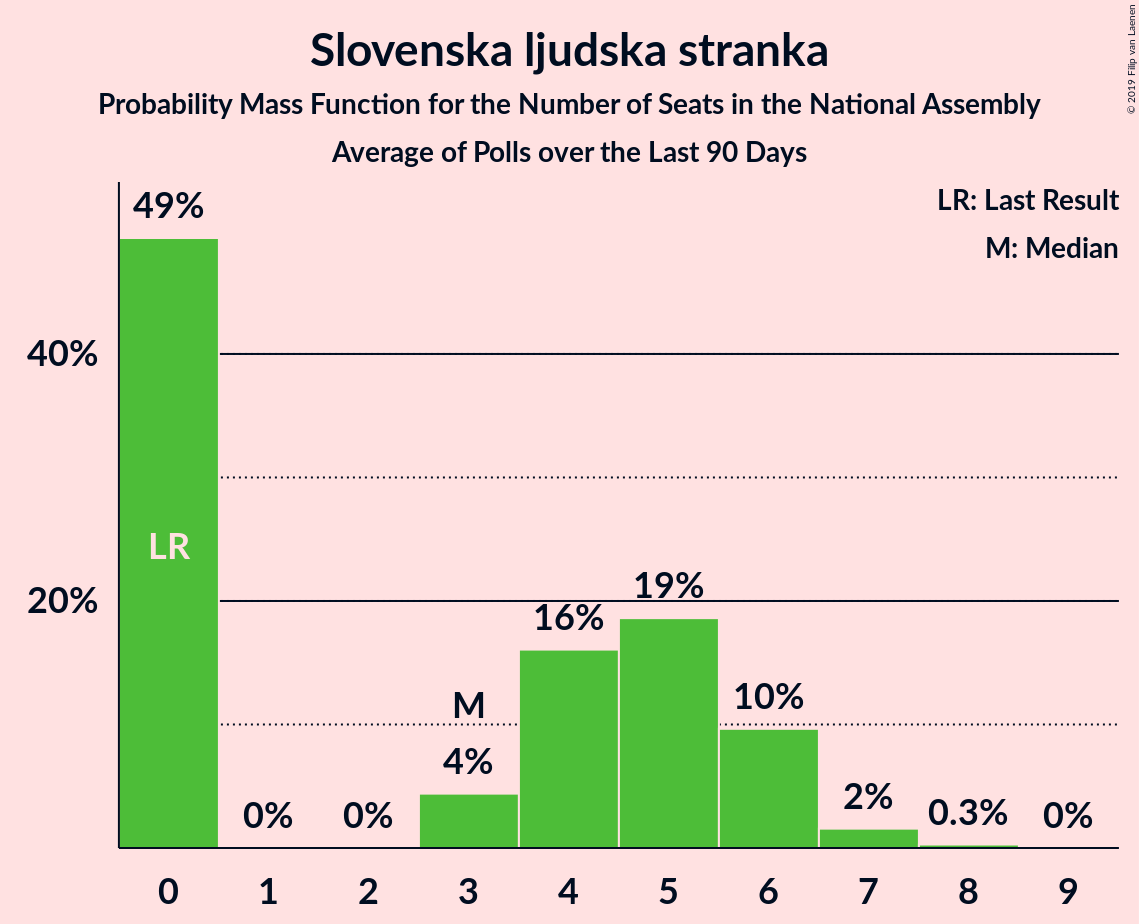 Slovenska ljudska stranka
Probability Mass Function for the Number of Seats in the National Assembly
Average of Polls over the Last 90 Days
© 2019 Filip van Laenen
LR: Last Result
M: Median
49%
40%
LR
20%
19%
16%
M
10%
4%
2%
0.3%
0%
0%
0%
0 1 2 3 4 5 6 7 8 9